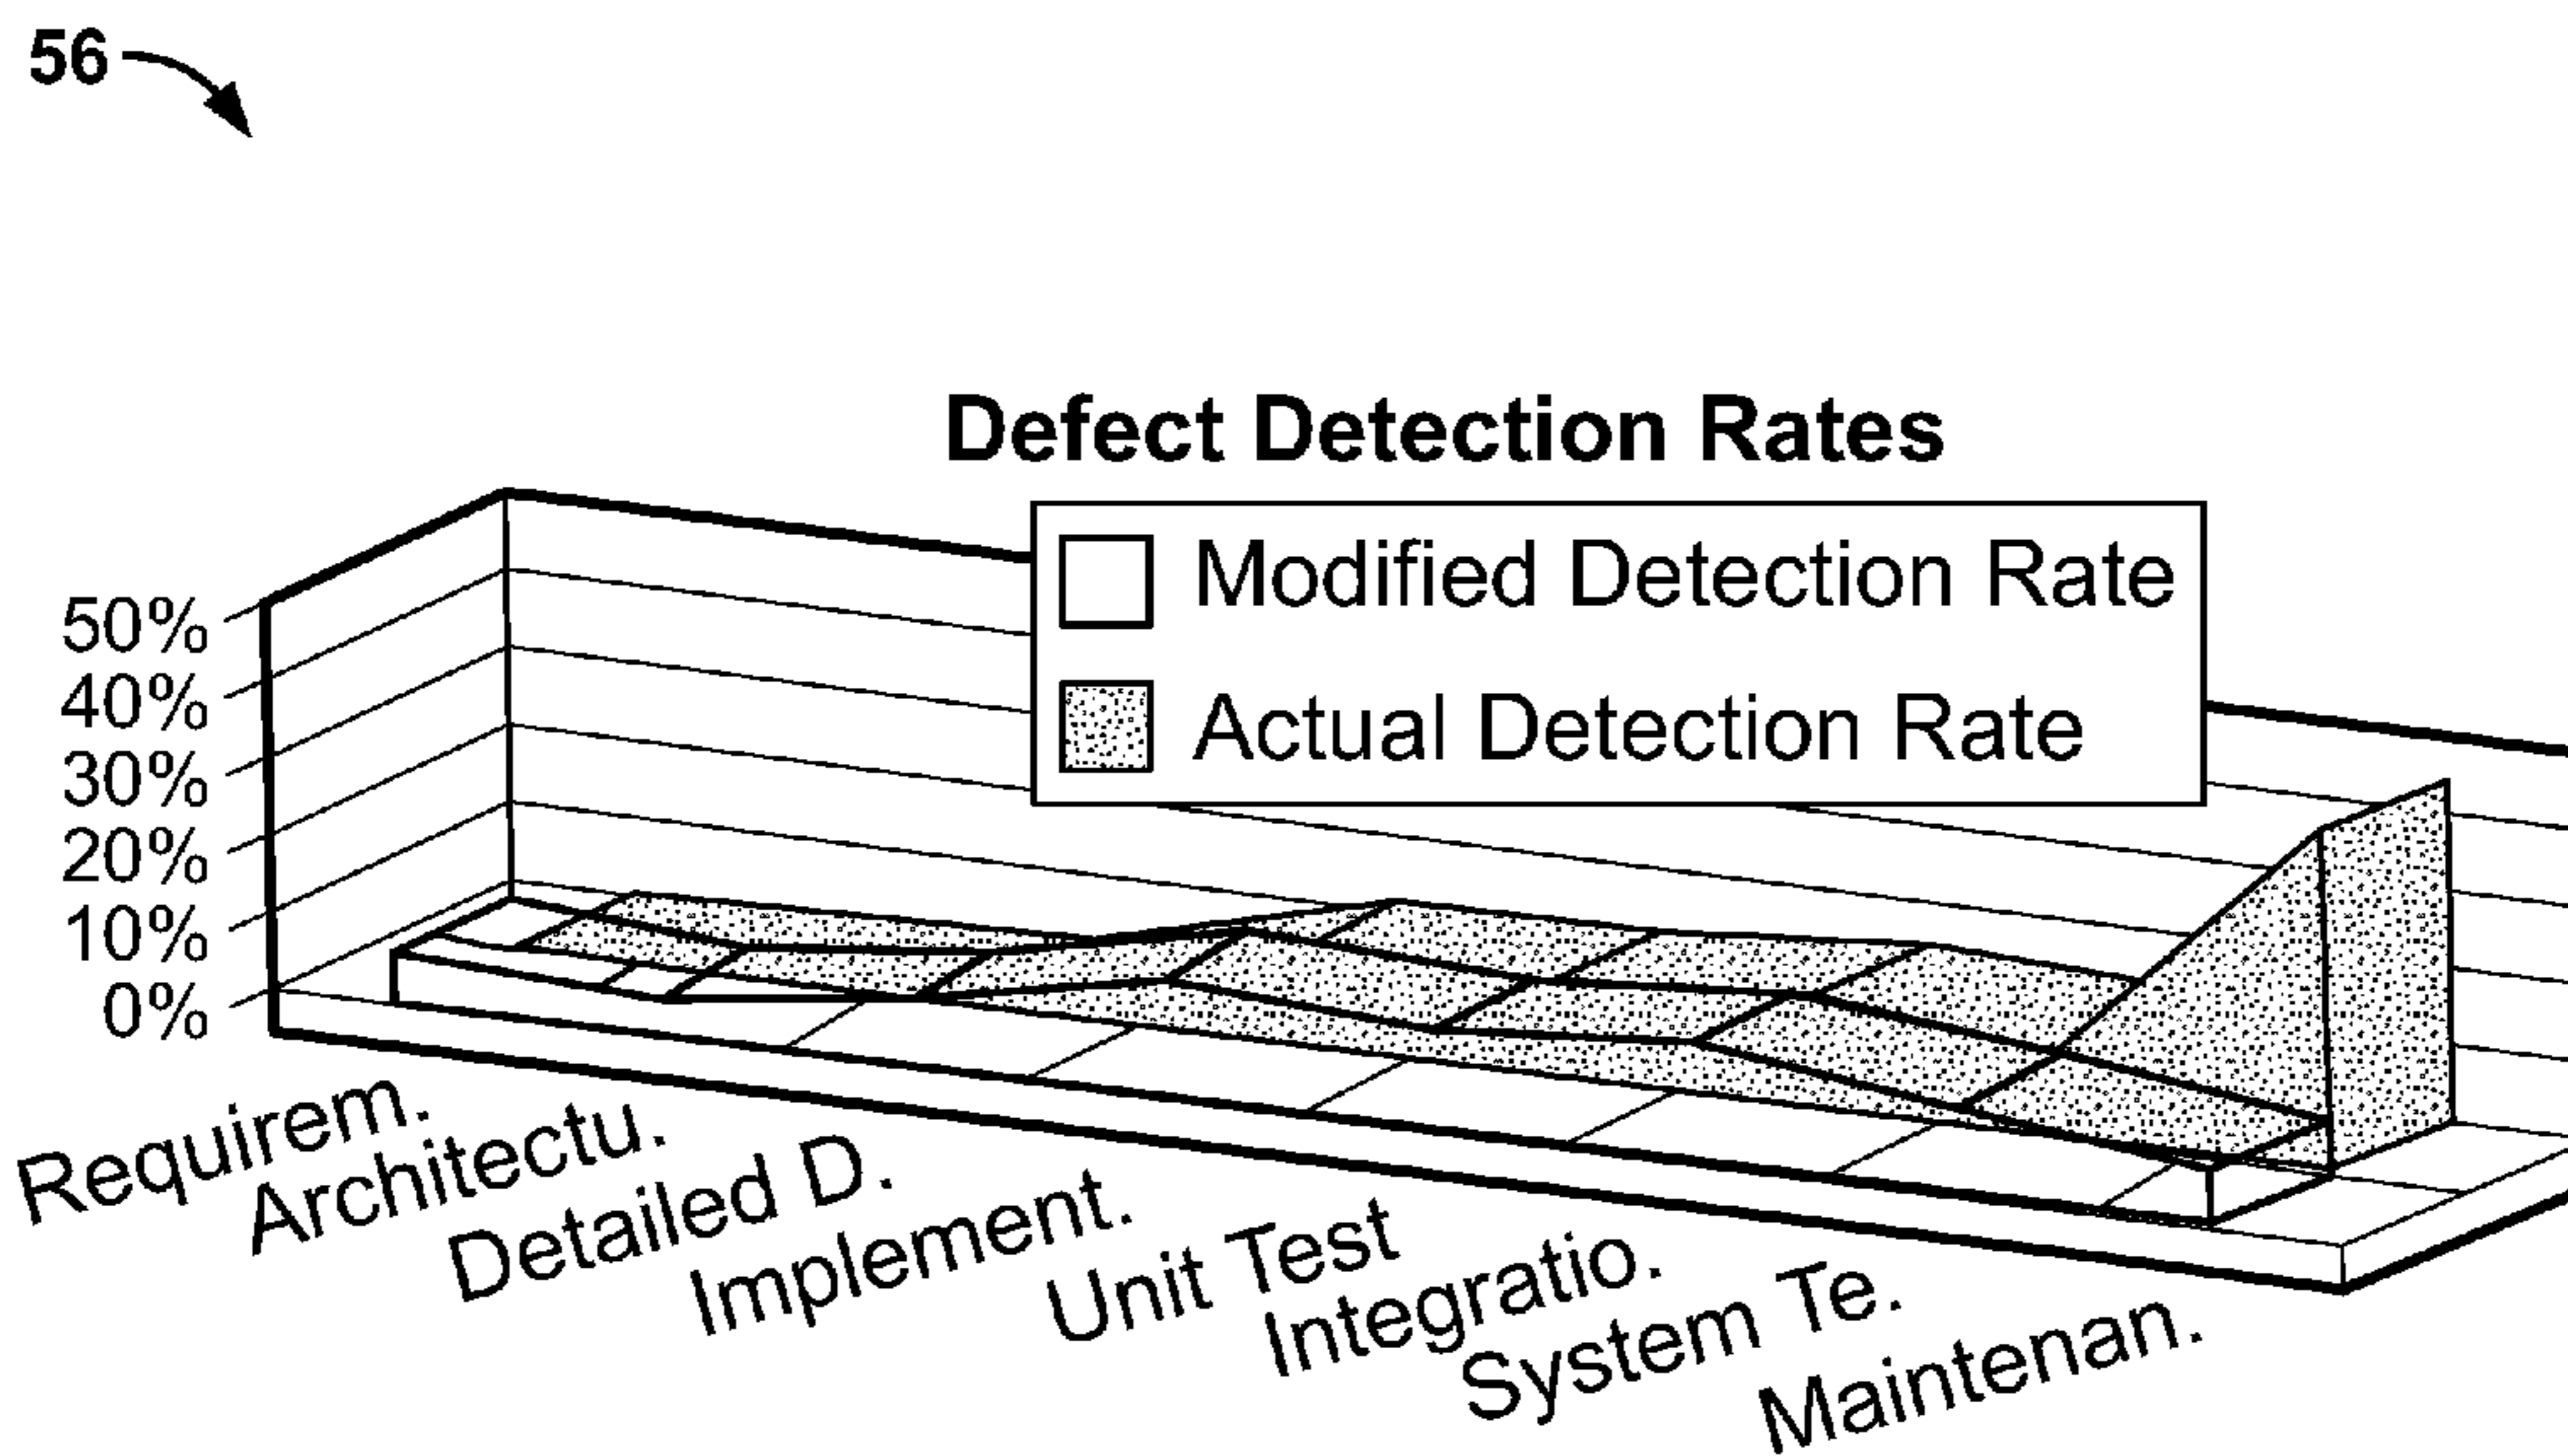 56
Defect Detection Rates
Modified Detection Rate
Actual Detection Rate
50%
40%
30%
20%
10%
0%
Requirem.
Architectu.
Detailed D.
Implement.
Unit Test
Integratio.
System Te.
Maintenan.